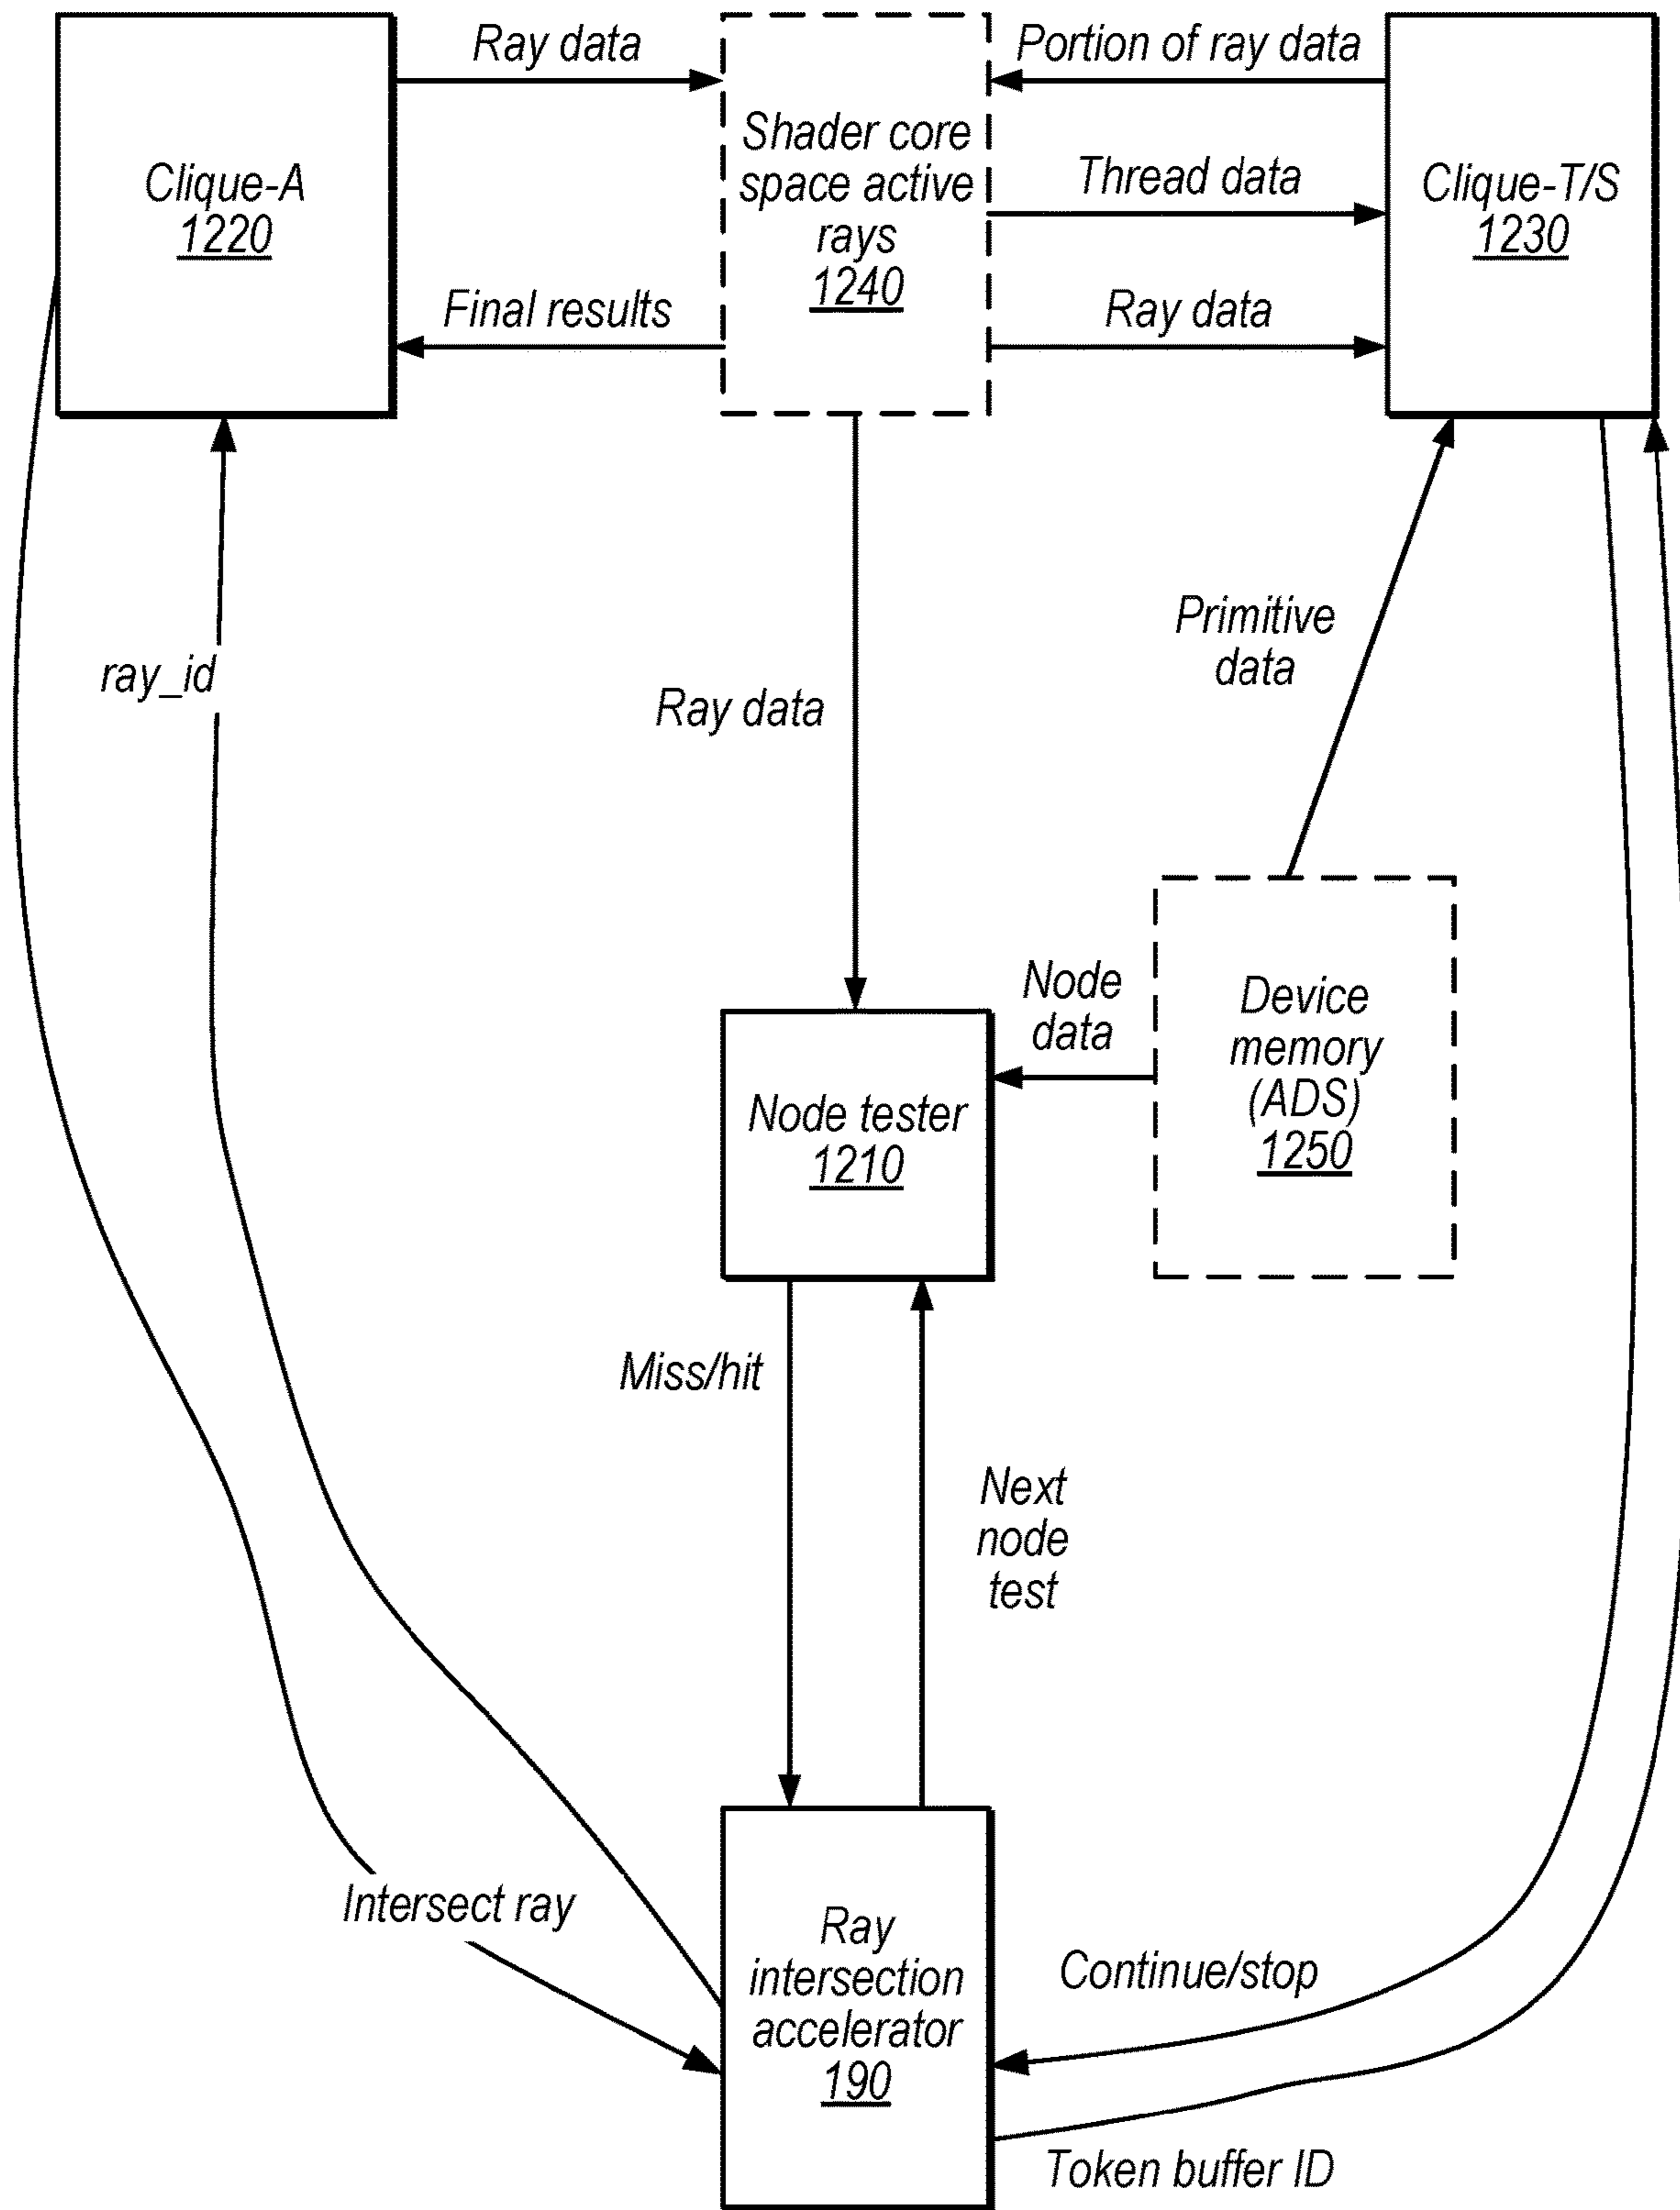 Ray data
Portion of ray data
Clique-A
1220
Shader core
space active
rays
1240
Thread data
Clique-T/S
1230
Final results
Ray data
ray_id
Ray data
Primitive
data
Node
data
Device
memory
(ADS)
1250
Node tester
1210
Miss/hit
Next
node
test
Intersect ray
Ray
intersection
accelerator
190
Continue/stop
Token buffer ID